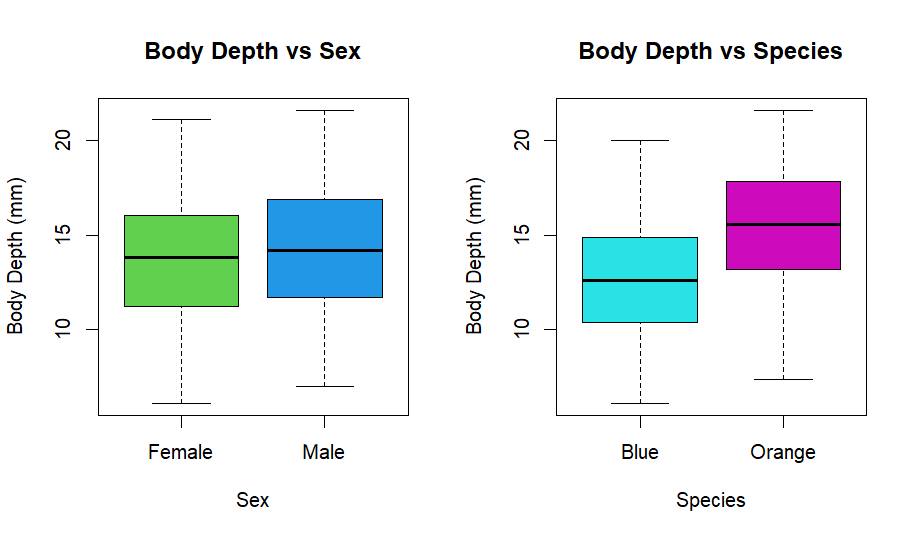 Body Depth vs Sex
Body Depth (mm)
20
15
10
Female Male
Sex
Body Depth vs Species
Body Depth (mm)
20
15
10
Blue Orange
Species